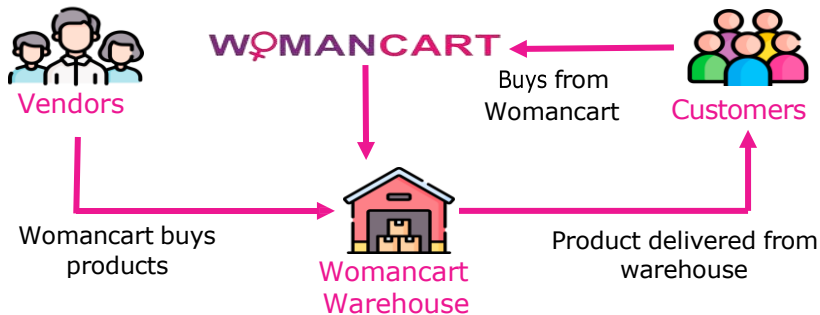 WOMANCART
Vendors
Buys from
Womancart
Customers
Womancart buys
products
Womancart
Warehouse
Product delivered from
warehouse